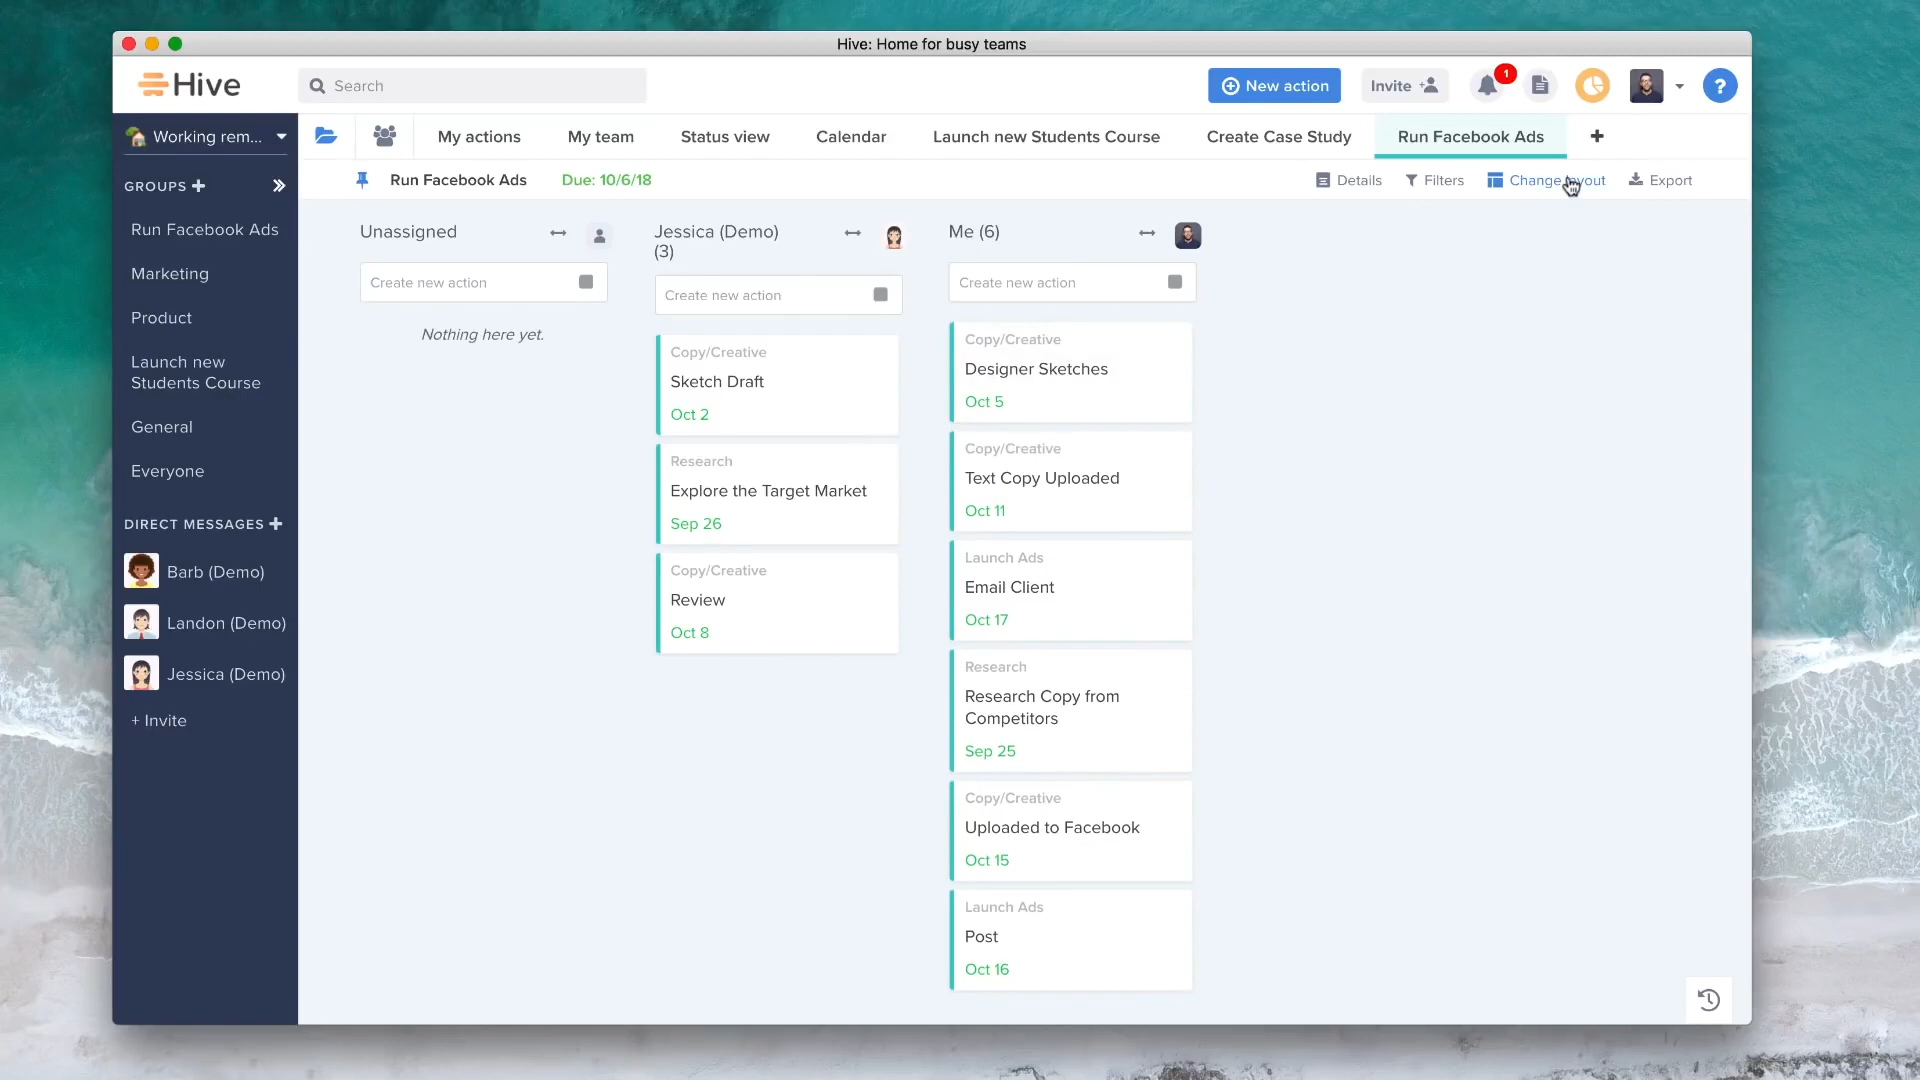 Hive: Home for busy teams
Hive
Search
New action
Invite
1
?
Working rem...
My actions
My team
Status view
Calendar
Launch new Students Course
Create Case Study
Run Facebook Ads
Run Facebook Ads
Due: 10/6/18
Details
Filters
Change
Export
GROUPS
Run Facebook Ads
Marketing
Product
Launch new
Students Course
General
Everyone
DIRECT MESSAGES
Barb (Demo)
Landon (Demo)
Jessica (Demo)
+ Invite
Unassigned
Create new action
Nothing here yet.
Jessica (Demo)
(3)
Create new action
Copy/Creative
Sketch Draft
Oct 2
Research
Explore the Target Market
Sep 26
Copy/Creative
Review
Oct 8
Me (6)
Create new action
Copy/Creative
Designer Sketches
Oct 5
Copy/Creative
Text Copy Uploaded
Oct 11
Launch Ads
Email Client
Oct 17
Research
Research Copy from
Competitors
Sep 25
Copy/Creative
Uploaded to Facebook
Oct 15
Launch Ads
Post
Oct 16